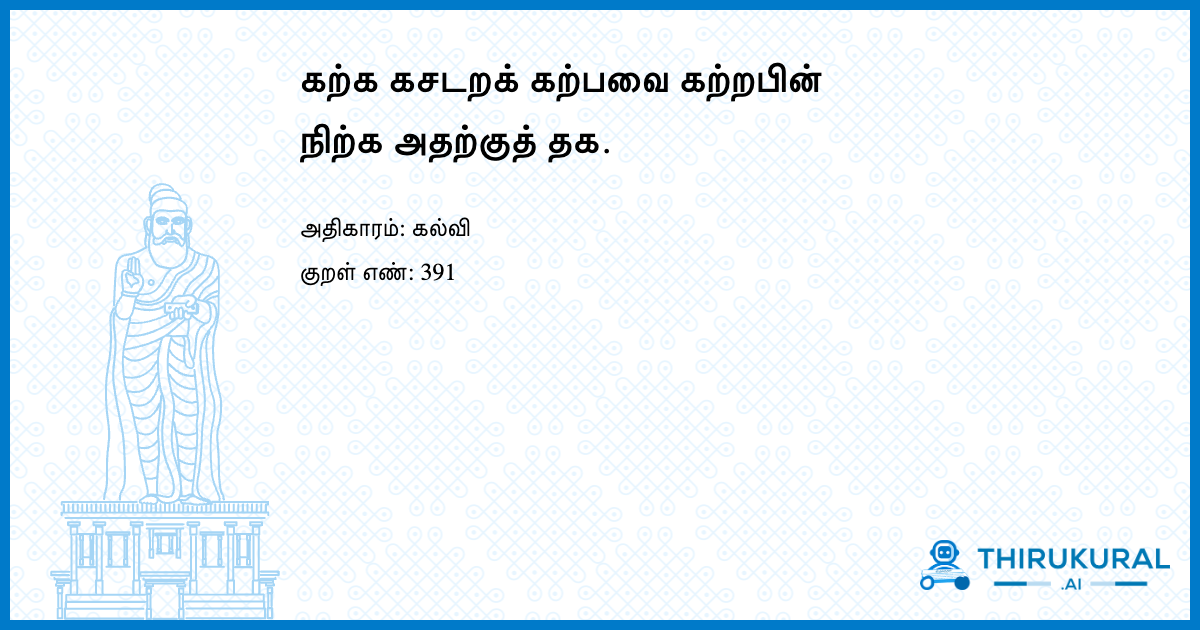 கற்க கசடறக் கற்பவை கற்றபின்
நிற்க அதற்குத் தக.
அதிகாரம்: கல்வி
குறள் எண்: 391
THIRUKURAL
.AI